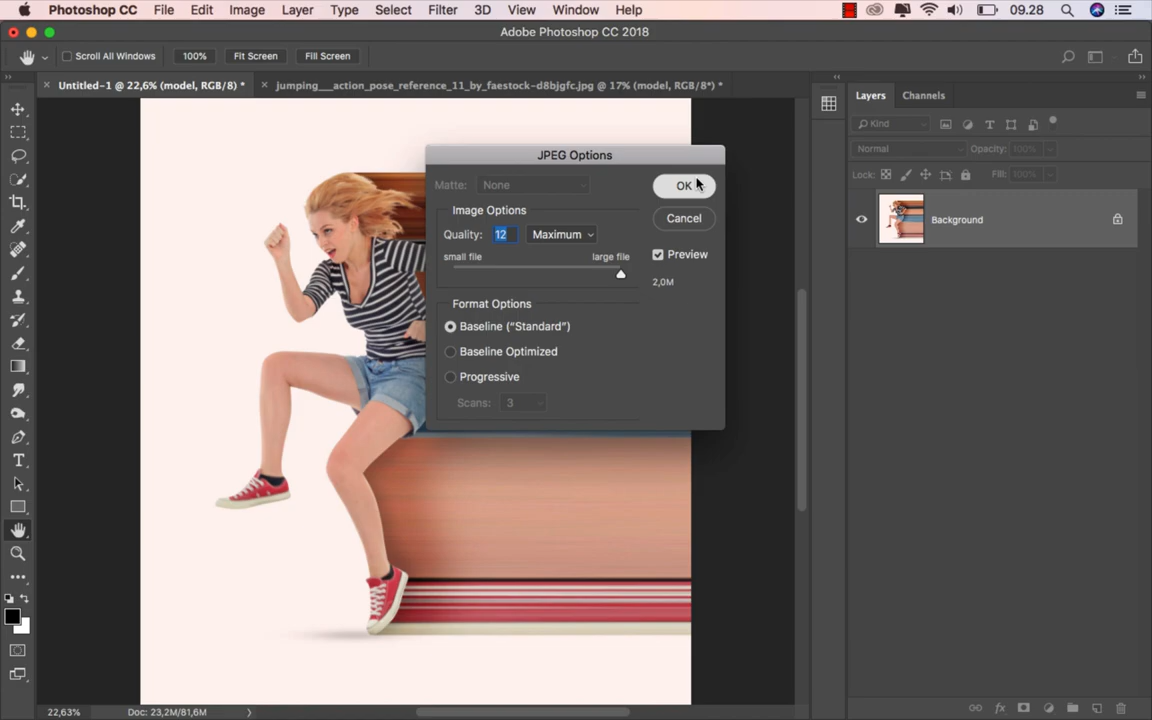 Photoshop CC File Edit Image Layer Type Select Filter 3D View Window Help 09.28
Adobe Photoshop CC 2018
Scroll All Windows 100% Fit Screen Fill Screen
Untitled-1 @ 22,6% (model, RGB/8) * jumping___action_pose_reference_11_by_faestock-d8bjgfc.jpg @ 17% (model, RGB/8*) *
Layers Channels
Kind
Normal Opacity: 100%
Lock: Fill: 100%
Background
JPEG Options
Matte: None OK
Image Options
Cancel
Quality: 12 Maximum
Preview
small file large file
2,0M
Format Options
Baseline (“Standard”)
Baseline Optimized
Progressive
Scans: 3
22,63% Doc: 23,2M/81,6M